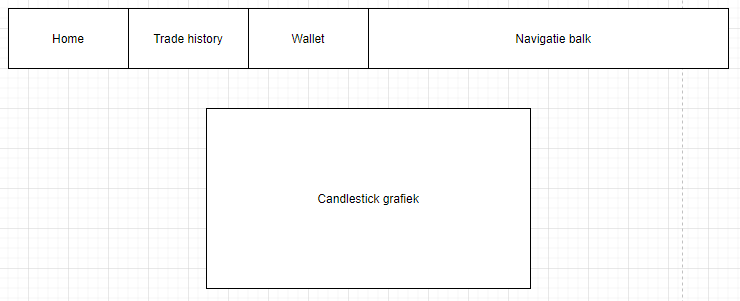 Home
Trade history
Wallet
Navigatie balk
Candlestick grafiek